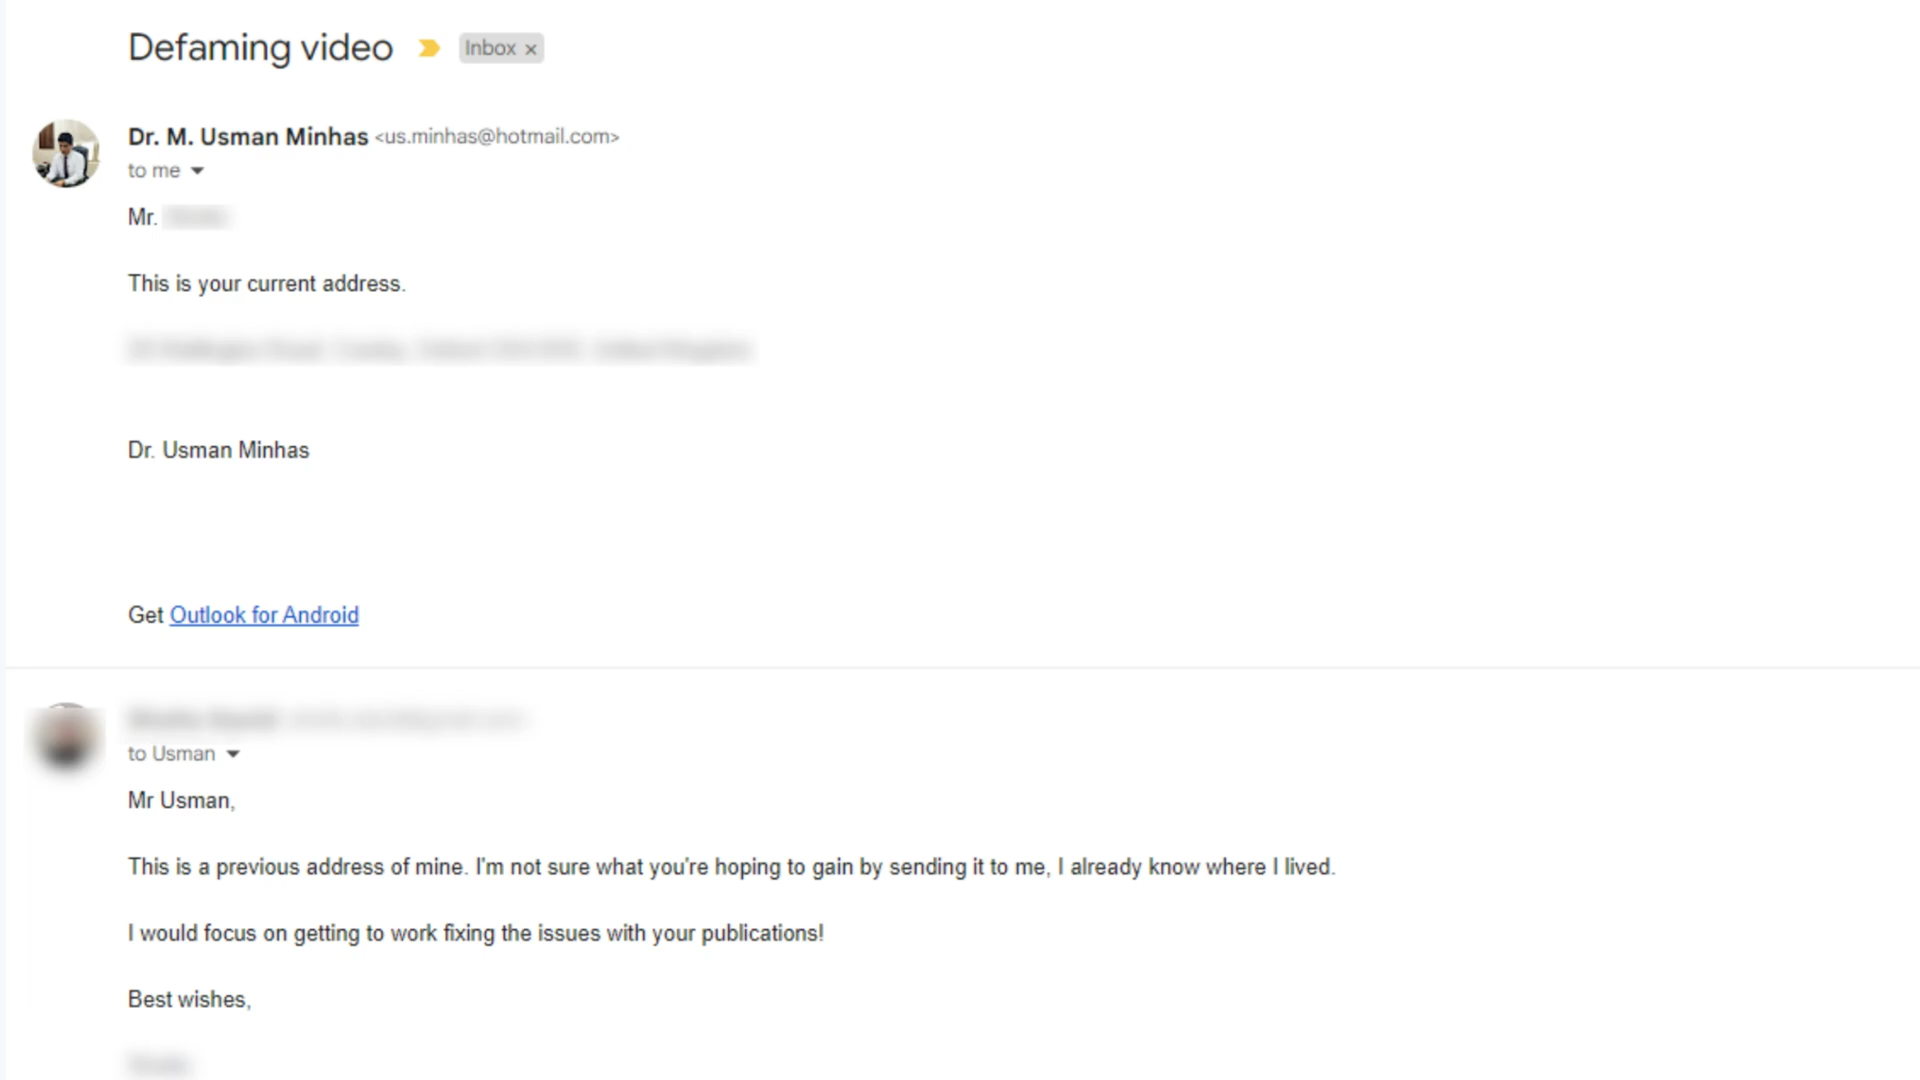 Defaming video
Inbox ×
Dr. M. Usman Minhas <us.minhas@hotmail.com>
to me
Mr.
This is your current address.
Dr. Usman Minhas
Get Outlook for Android
to Usman
Mr Usman,
This is a previous address of mine. I'm not sure what you're hoping to gain by sending it to me, I already know where I lived.
I would focus on getting to work fixing the issues with your publications!
Best wishes,